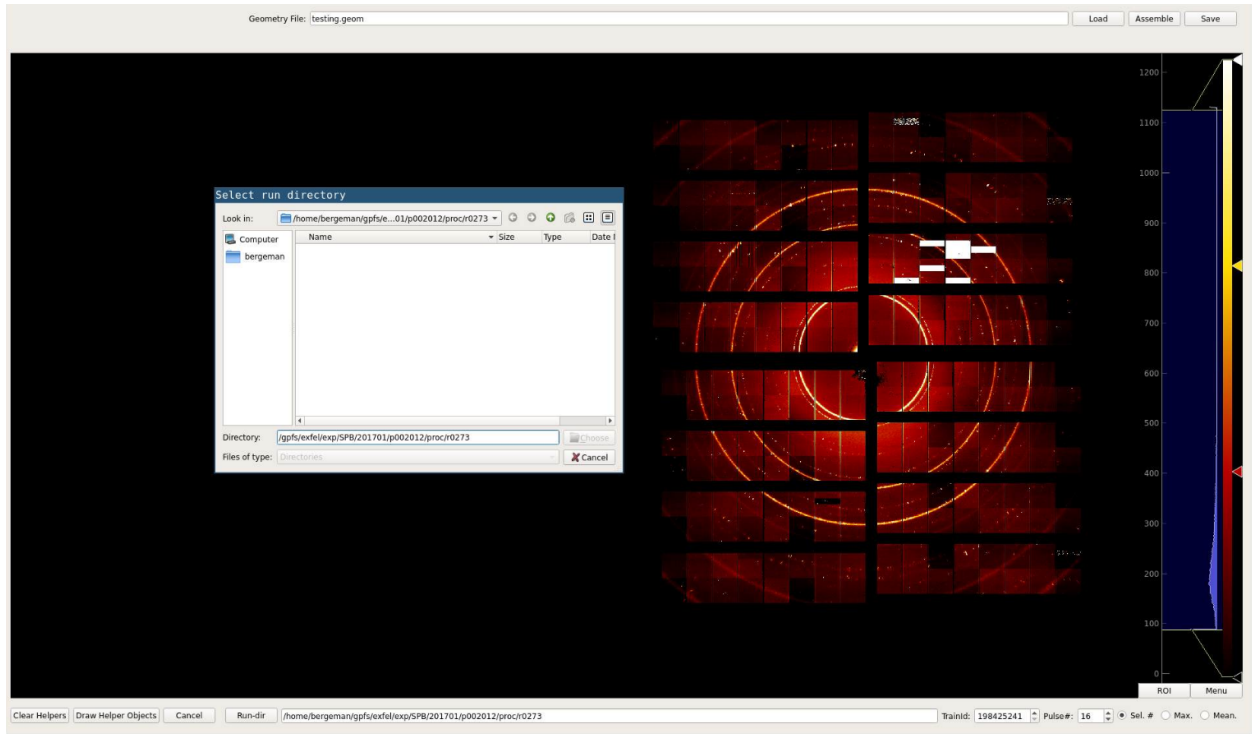 Geometry File: testing.geom Load Assemble Save
1200
1100
1000
900
800
700
600
500
400
300
200
100
0
Select run directory
Look in: /home/bergeman/gpfs/e...01/p002012/proc/r0273
Computer
bergeman
Name Size Type Date
Directory: /gpfs/exfel/exp/SPB/201701/p002012/proc/r0273 Choose
Files of type: Directories Cancel
ROI Menu
Clear Helpers Draw Helper Objects Cancel Run-dir /home/bergeman/gpfs/exfel/exp/SPB/201701/p002012/proc/r0273 TrainId: 198425241 Pulse#: 16 Sel. # Max. Mean.